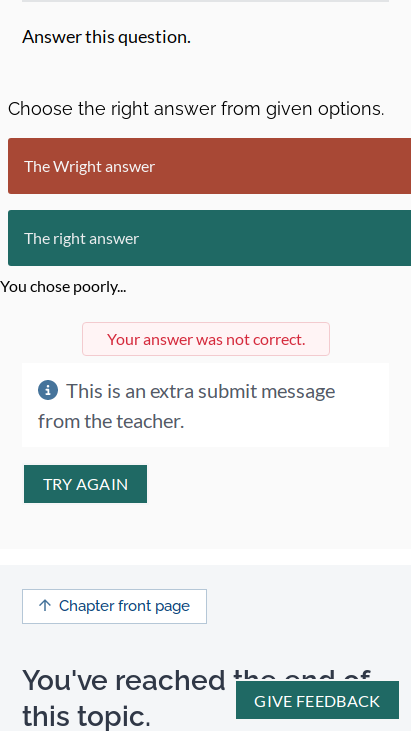 Answer this question.
Choose the right answer from given options.
The Wright answer
The right answer
You chose poorly...
Your answer was not correct.
This is an extra submit message
from the teacher.
TRY AGAIN
Chapter front page
You've reached the end of
this topic.
GIVE FEEDBACK